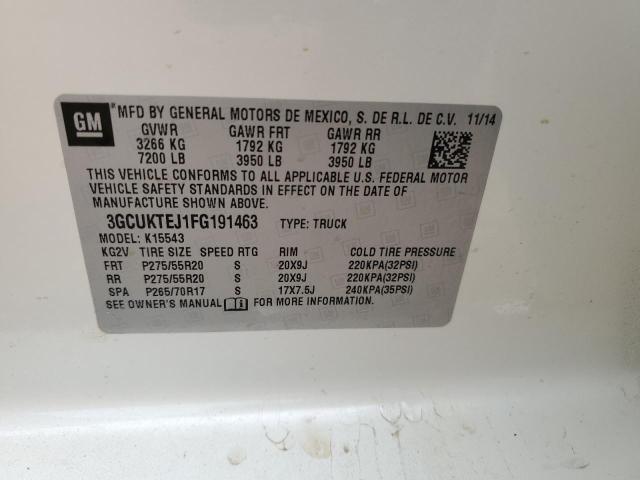 GM
MFD BY GENERAL MOTORS DE MEXICO, S. DE R.L. DE C.V. 11/14
GVWR GAWR FRT GAWR RR
3266 KG 1792 KG 1792 KG
7200 LB 3950 LB 3950 LB
THIS VEHICLE CONFORMS TO ALL APPLICABLE U.S. FEDERAL MOTOR
VEHICLE SAFETY STANDARDS IN EFFECT ON THE DATE OF
MANUFACTURE SHOWN ABOVE.
3GCUKTEJ1FG191463 TYPE: TRUCK
MODEL: K15543
KG2V TIRE SIZE SPEED RTG RIM COLD TIRE PRESSURE
FRT P275/55R20 S 20X9J 220KPA(32PSI)
RR P275/55R20 S 20X9J 220KPA(32PSI)
SPA P265/70R17 S 17X7.5J 240KPA(35PSI)
SEE OWNER'S MANUAL FOR MORE INFORMATION.